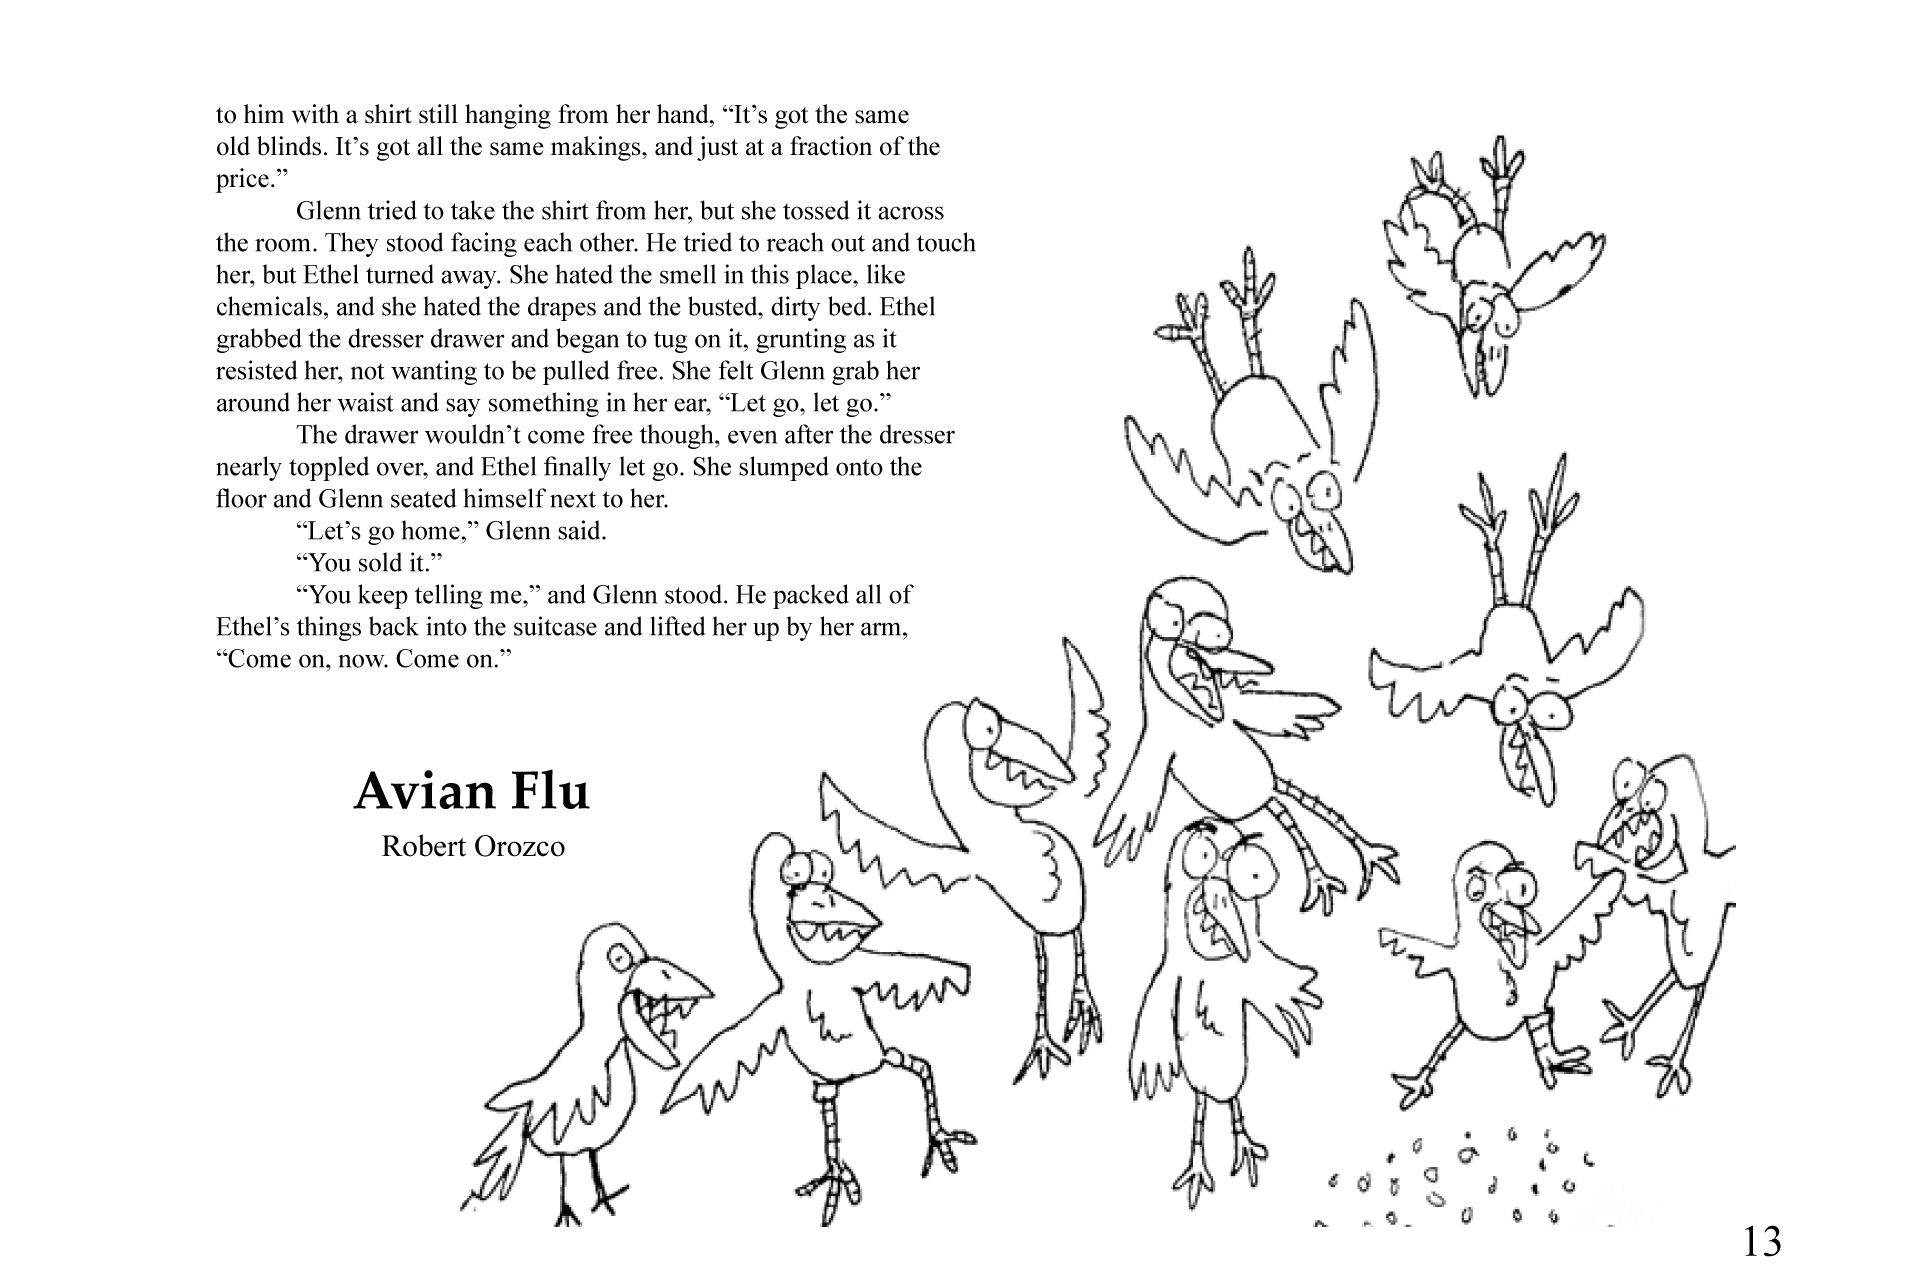 to him with a shirt still hanging from her hand, “It’s got the same
old blinds. It’s got all the same makings, and just at a fraction of the
price.”
Glenn tried to take the shirt from her, but she tossed it across
the room. They stood facing each other. He tried to reach out and touch
her, but Ethel turned away. She hated the smell in this place, like
chemicals, and she hated the drapes and the busted, dirty bed. Ethel
grabbed the dresser drawer and began to tug on it, grunting as it
resisted her, not wanting to be pulled free. She felt Glenn grab her
around her waist and say something in her ear, “Let go, let go.”
The drawer wouldn’t come free though, even after the dresser
nearly toppled over, and Ethel finally let go. She slumped onto the
floor and Glenn seated himself next to her.
“Let’s go home,” Glenn said.
“You sold it.”
“You keep telling me,” and Glenn stood. He packed all of
Ethel’s things back into the suitcase and lifted her up by her arm,
“Come on, now. Come on.”
Avian Flu
Robert Orozco
13